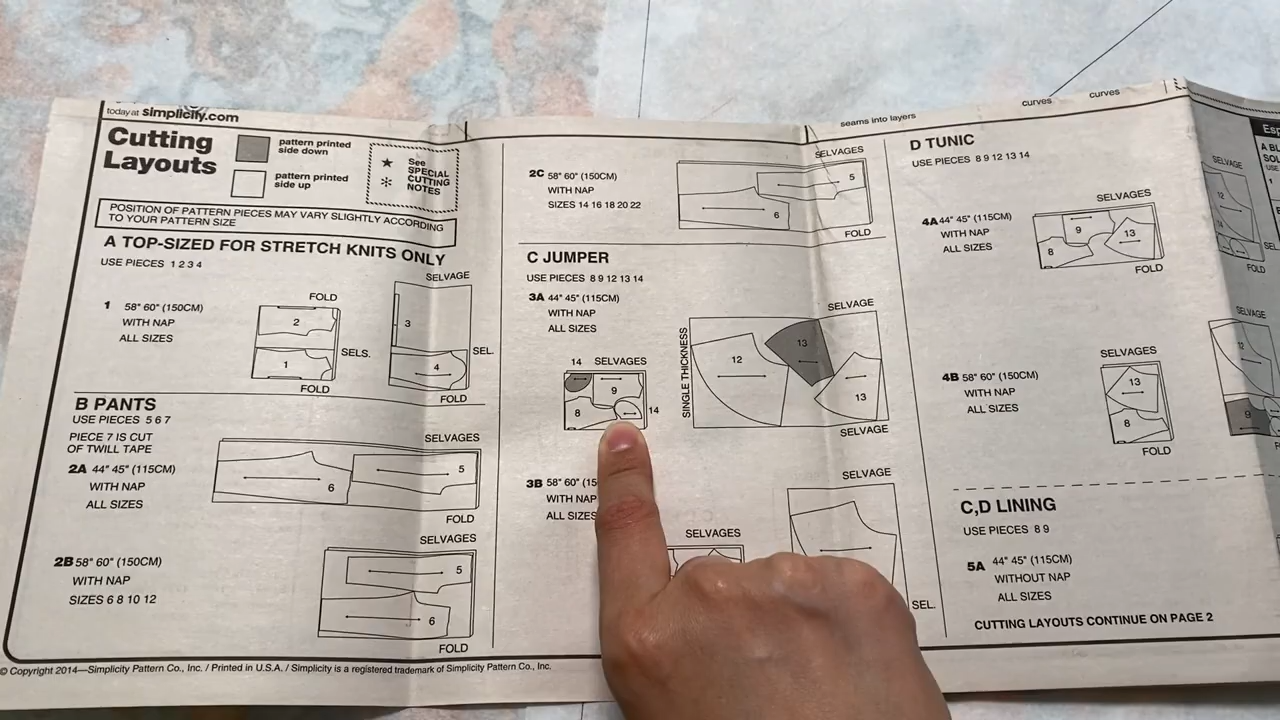 today at simplicity.com
Cutting
Layouts
pattern printed
side down
pattern printed
side up
★ See
SPECIAL
✻ CUTTING
NOTES
POSITION OF PATTERN PIECES MAY VARY SLIGHTLY ACCORDING
TO YOUR PATTERN SIZE
A TOP-SIZED FOR STRETCH KNITS ONLY
USE PIECES 1 2 3 4
SELVAGE
1 58" 60" (150CM)
WITH NAP
ALL SIZES
FOLD
2
1
SELS.
FOLD
3
4
SEL.
FOLD
B PANTS
USE PIECES 5 6 7
PIECE 7 IS CUT
OF TWILL TAPE
2A 44" 45" (115CM)
WITH NAP
ALL SIZES
SELVAGES
5
6
FOLD
2B 58" 60" (150CM)
WITH NAP
SIZES 6 8 10 12
SELVAGES
5
6
FOLD
© Copyright 2014—Simplicity Pattern Co., Inc. / Printed in U.S.A. / Simplicity is a registered trademark of Simplicity Pattern Co., Inc.
seams into layers
curves
curves
2C 58" 60" (150CM)
WITH NAP
SIZES 14 16 18 20 22
SELVAGES
5
6
FOLD
C JUMPER
USE PIECES 8 9 12 13 14
3A 44" 45" (115CM)
WITH NAP
ALL SIZES
14 SELVAGES
9
8
14
SINGLE THICKNESS
SELVAGE
12
13
13
SELVAGE
3B 58" 60" (15
WITH NAP
ALL SIZES
SELVAGES
SELVAGE
SEL.
D TUNIC
USE PIECES 8 9 12 13 14
4A 44" 45" (115CM)
WITH NAP
ALL SIZES
SELVAGES
9
13
8
FOLD
4B 58" 60" (150CM)
WITH NAP
ALL SIZES
SELVAGES
13
8
FOLD
C,D LINING
USE PIECES 8 9
5A 44" 45" (115CM)
WITHOUT NAP
ALL SIZES
CUTTING LAYOUTS CONTINUE ON PAGE 2
SELVAGE
12
14
FOLD
SELVAGE
12
9
Esp
A BL
SOL